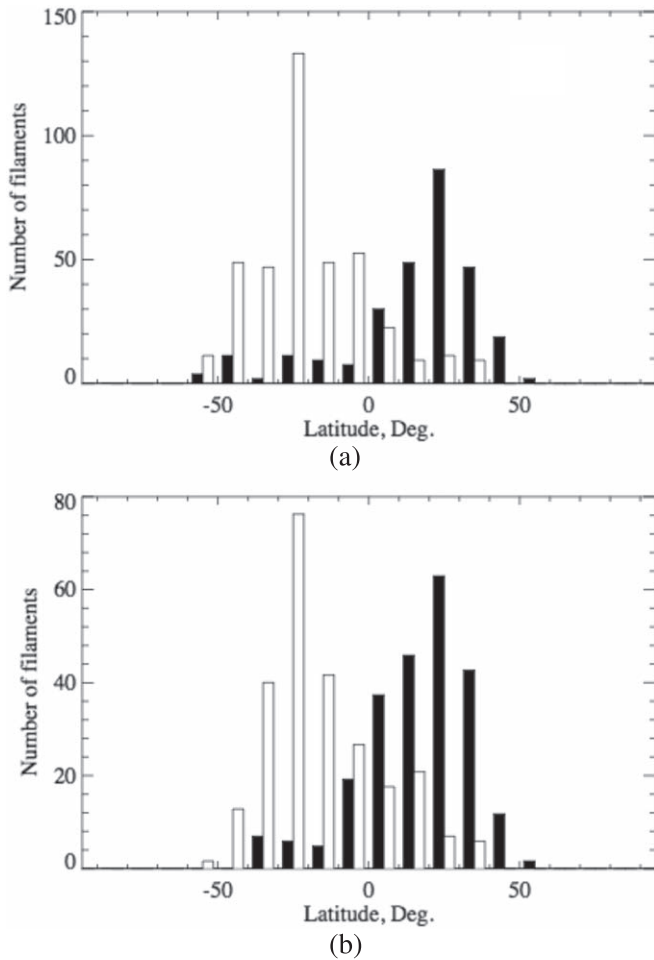 150
100
50
0
Number of filaments
-50 0 50
Latitude, Deg.
(a)
80
60
40
20
0
Number of filaments
-50 0 50
Latitude, Deg.
(b)